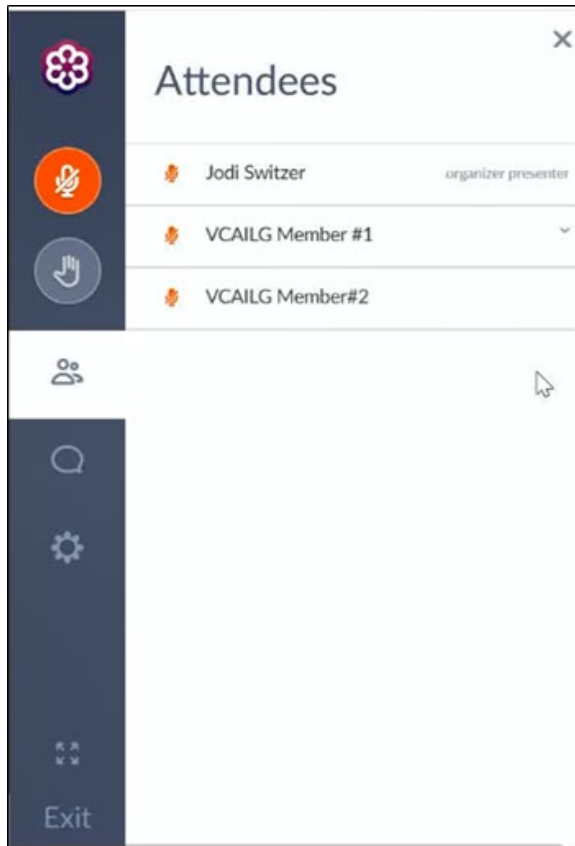 Attendees
Jodi Switzer organizer presenter
VCAILG Member #1
VCAILG Member#2
Exit